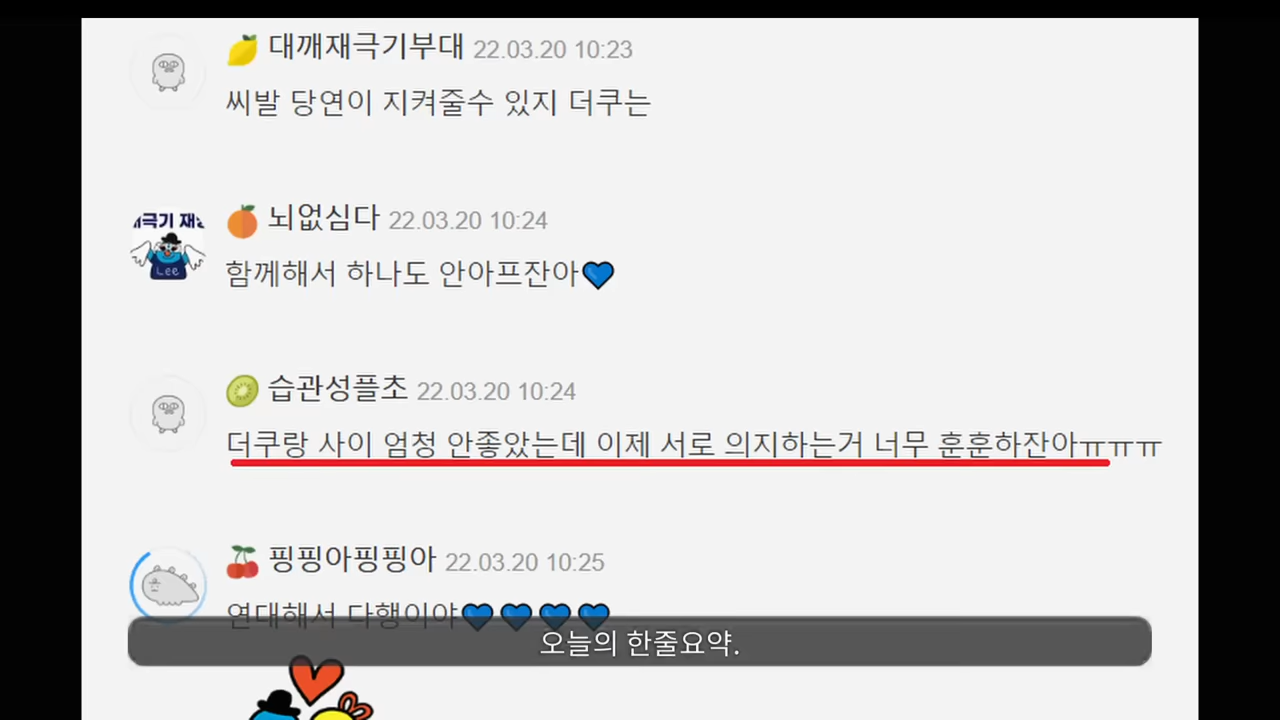 대깨재극기부대 22.03.20 10:23
씨발 당연이 지켜줄수 있지 더쿠는
뇌없심다 22.03.20 10:24
함께해서 하나도 안아프잔아💙
Lee
습관성플초 22.03.20 10:24
더쿠랑 사이 엄청 안좋았는데 이제 서로 의지하는거 너무 훈훈하잔아ㅠㅠㅠ
핑핑아핑핑아 22.03.20 10:25
연대해서 다행이야💙💙💙💙
오늘의 한줄요약.